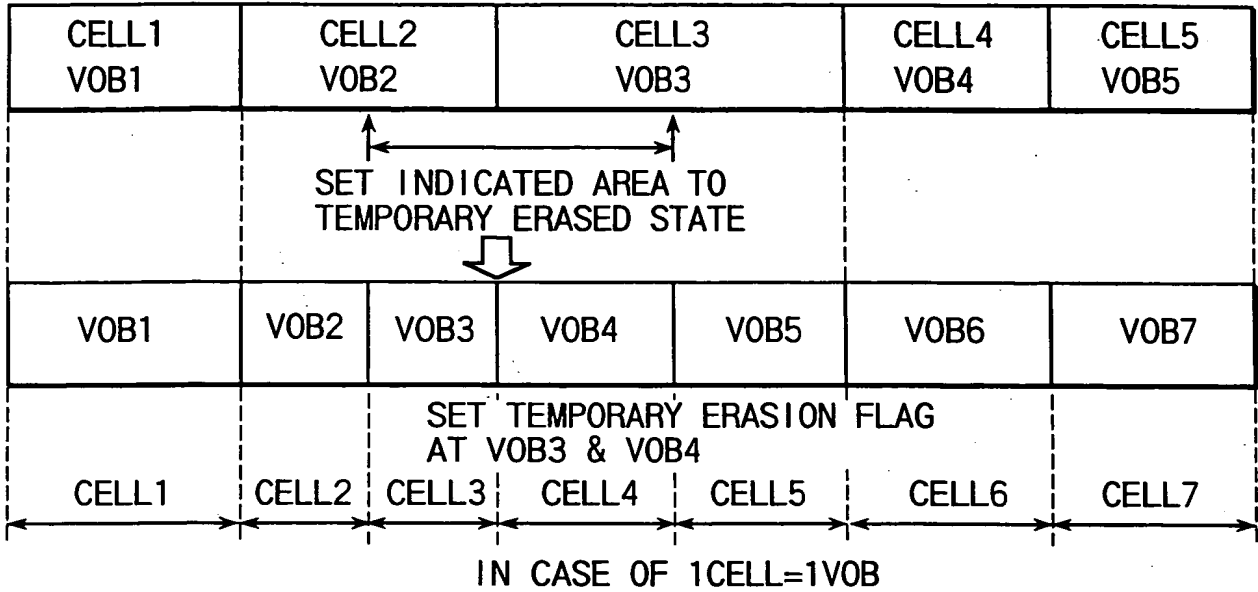 CELL1 CELL2 CELL3 CELL4 CELL5
VOB1 VOB2 VOB3 VOB4 VOB5
SET INDICATED AREA TO
TEMPORARY ERASED STATE
VOB1 VOB2 VOB3 VOB4 VOB5 VOB6 VOB7
SET TEMPORARY ERASION FLAG
AT VOB3 & VOB4
CELL1 CELL2 CELL3 CELL4 CELL5 CELL6 CELL7
IN CASE OF 1CELL=1VOB